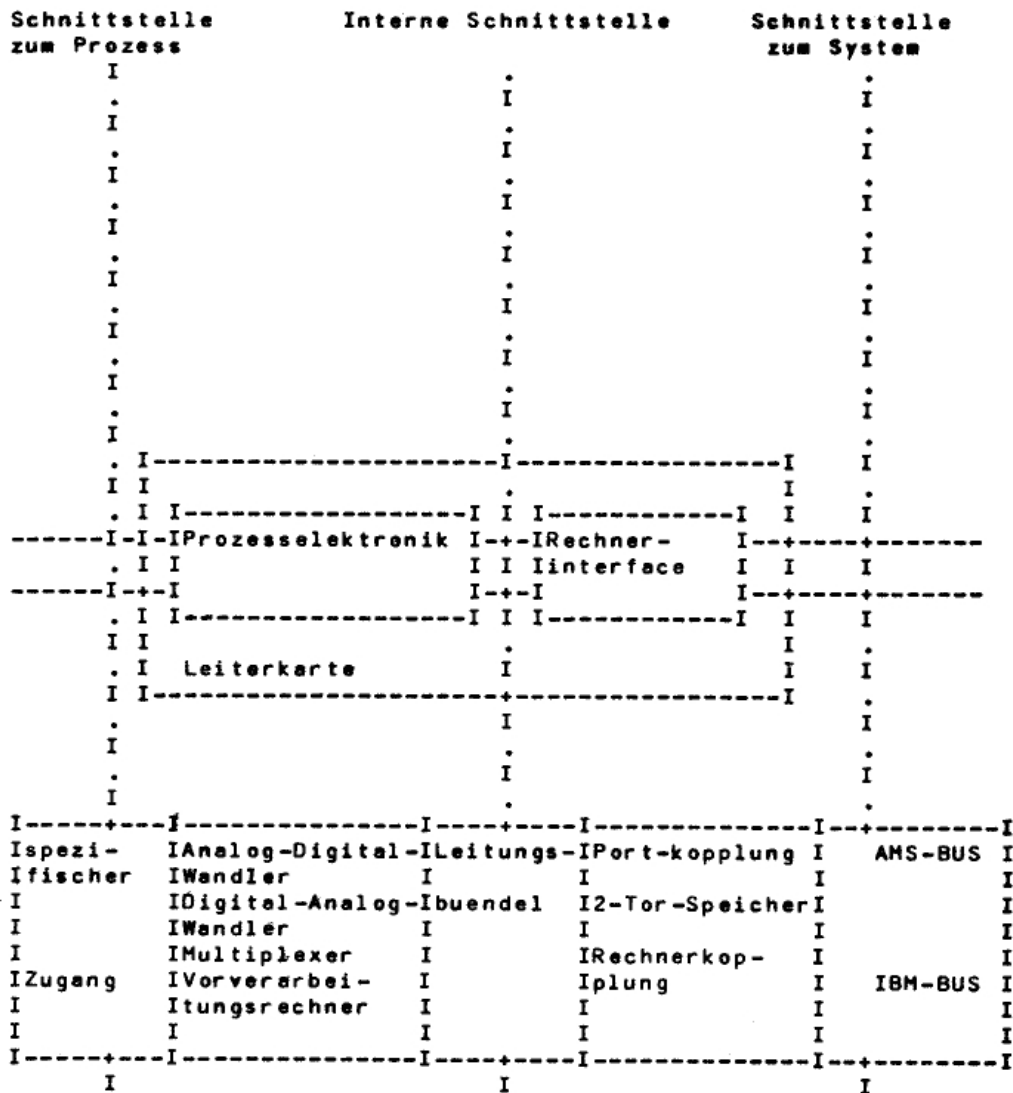 Schnittstelle Interne Schnittstelle Schnittstelle
zum Prozess zum System
Prozesselektronik Rechner-
interface
Leiterkarte
spezi- Analog-Digital- Leitungs- Port-kopplung AMS-BUS
fischer Wandler
Digital-Analog- buendel 2-Tor-Speicher
Wandler
Multiplexer Rechnerkop-
Zugang Vorverarbei- plung IBM-BUS
tungsrechner